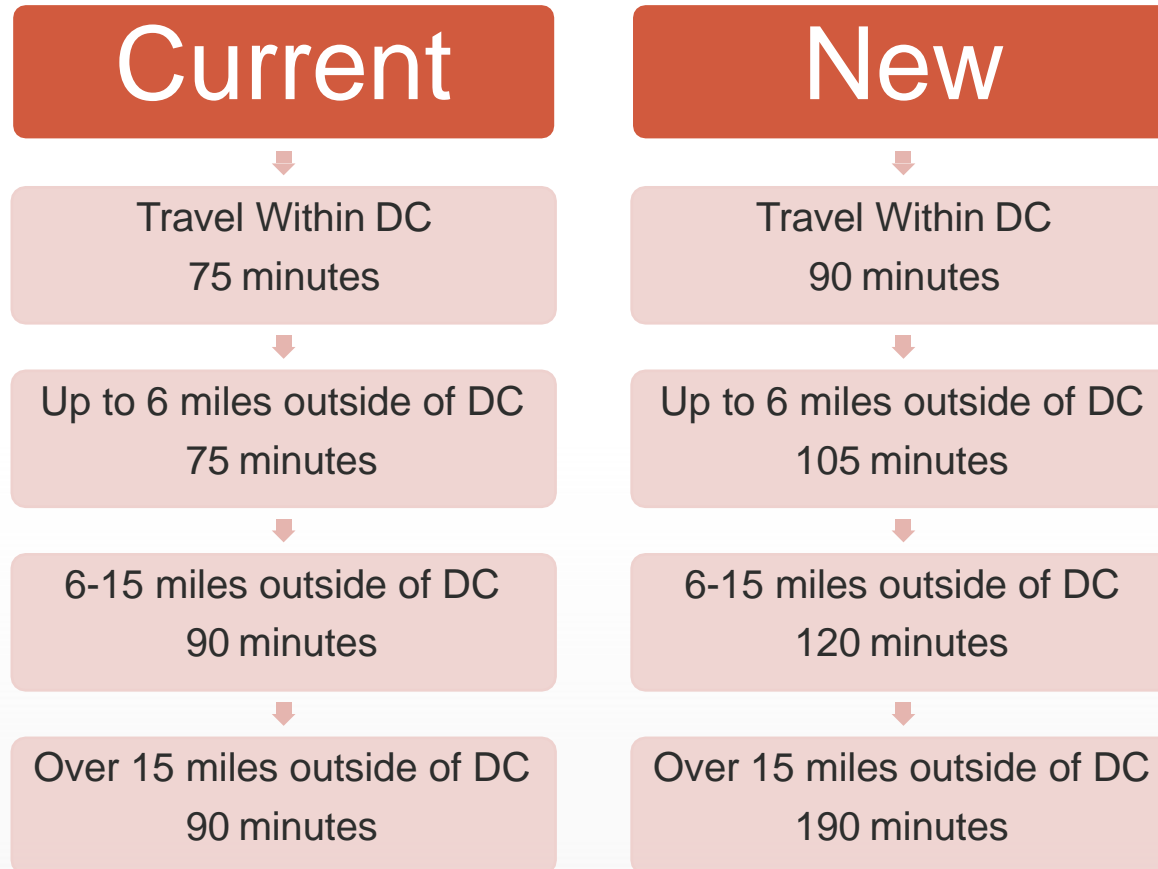 Current
Travel Within DC
75 minutes
Up to 6 miles outside of DC
75 minutes
6-15 miles outside of DC
90 minutes
Over 15 miles outside of DC
90 minutes
New
Travel Within DC
90 minutes
Up to 6 miles outside of DC
105 minutes
6-15 miles outside of DC
120 minutes
Over 15 miles outside of DC
190 minutes